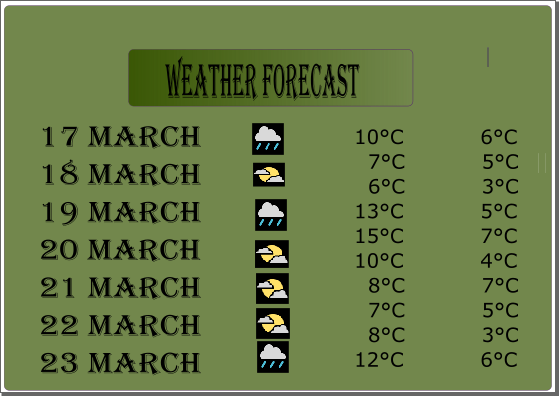 WEATHER FORECAST
17 MARCH 10°C 6°C
7°C 5°C
18 MARCH
6°C 3°C
19 MARCH 13°C 5°C
15°C 7°C
20 MARCH
10°C 4°C
21 MARCH 8°C 7°C
7°C 5°C
22 MARCH
8°C 3°C
23 MARCH 12°C 6°C